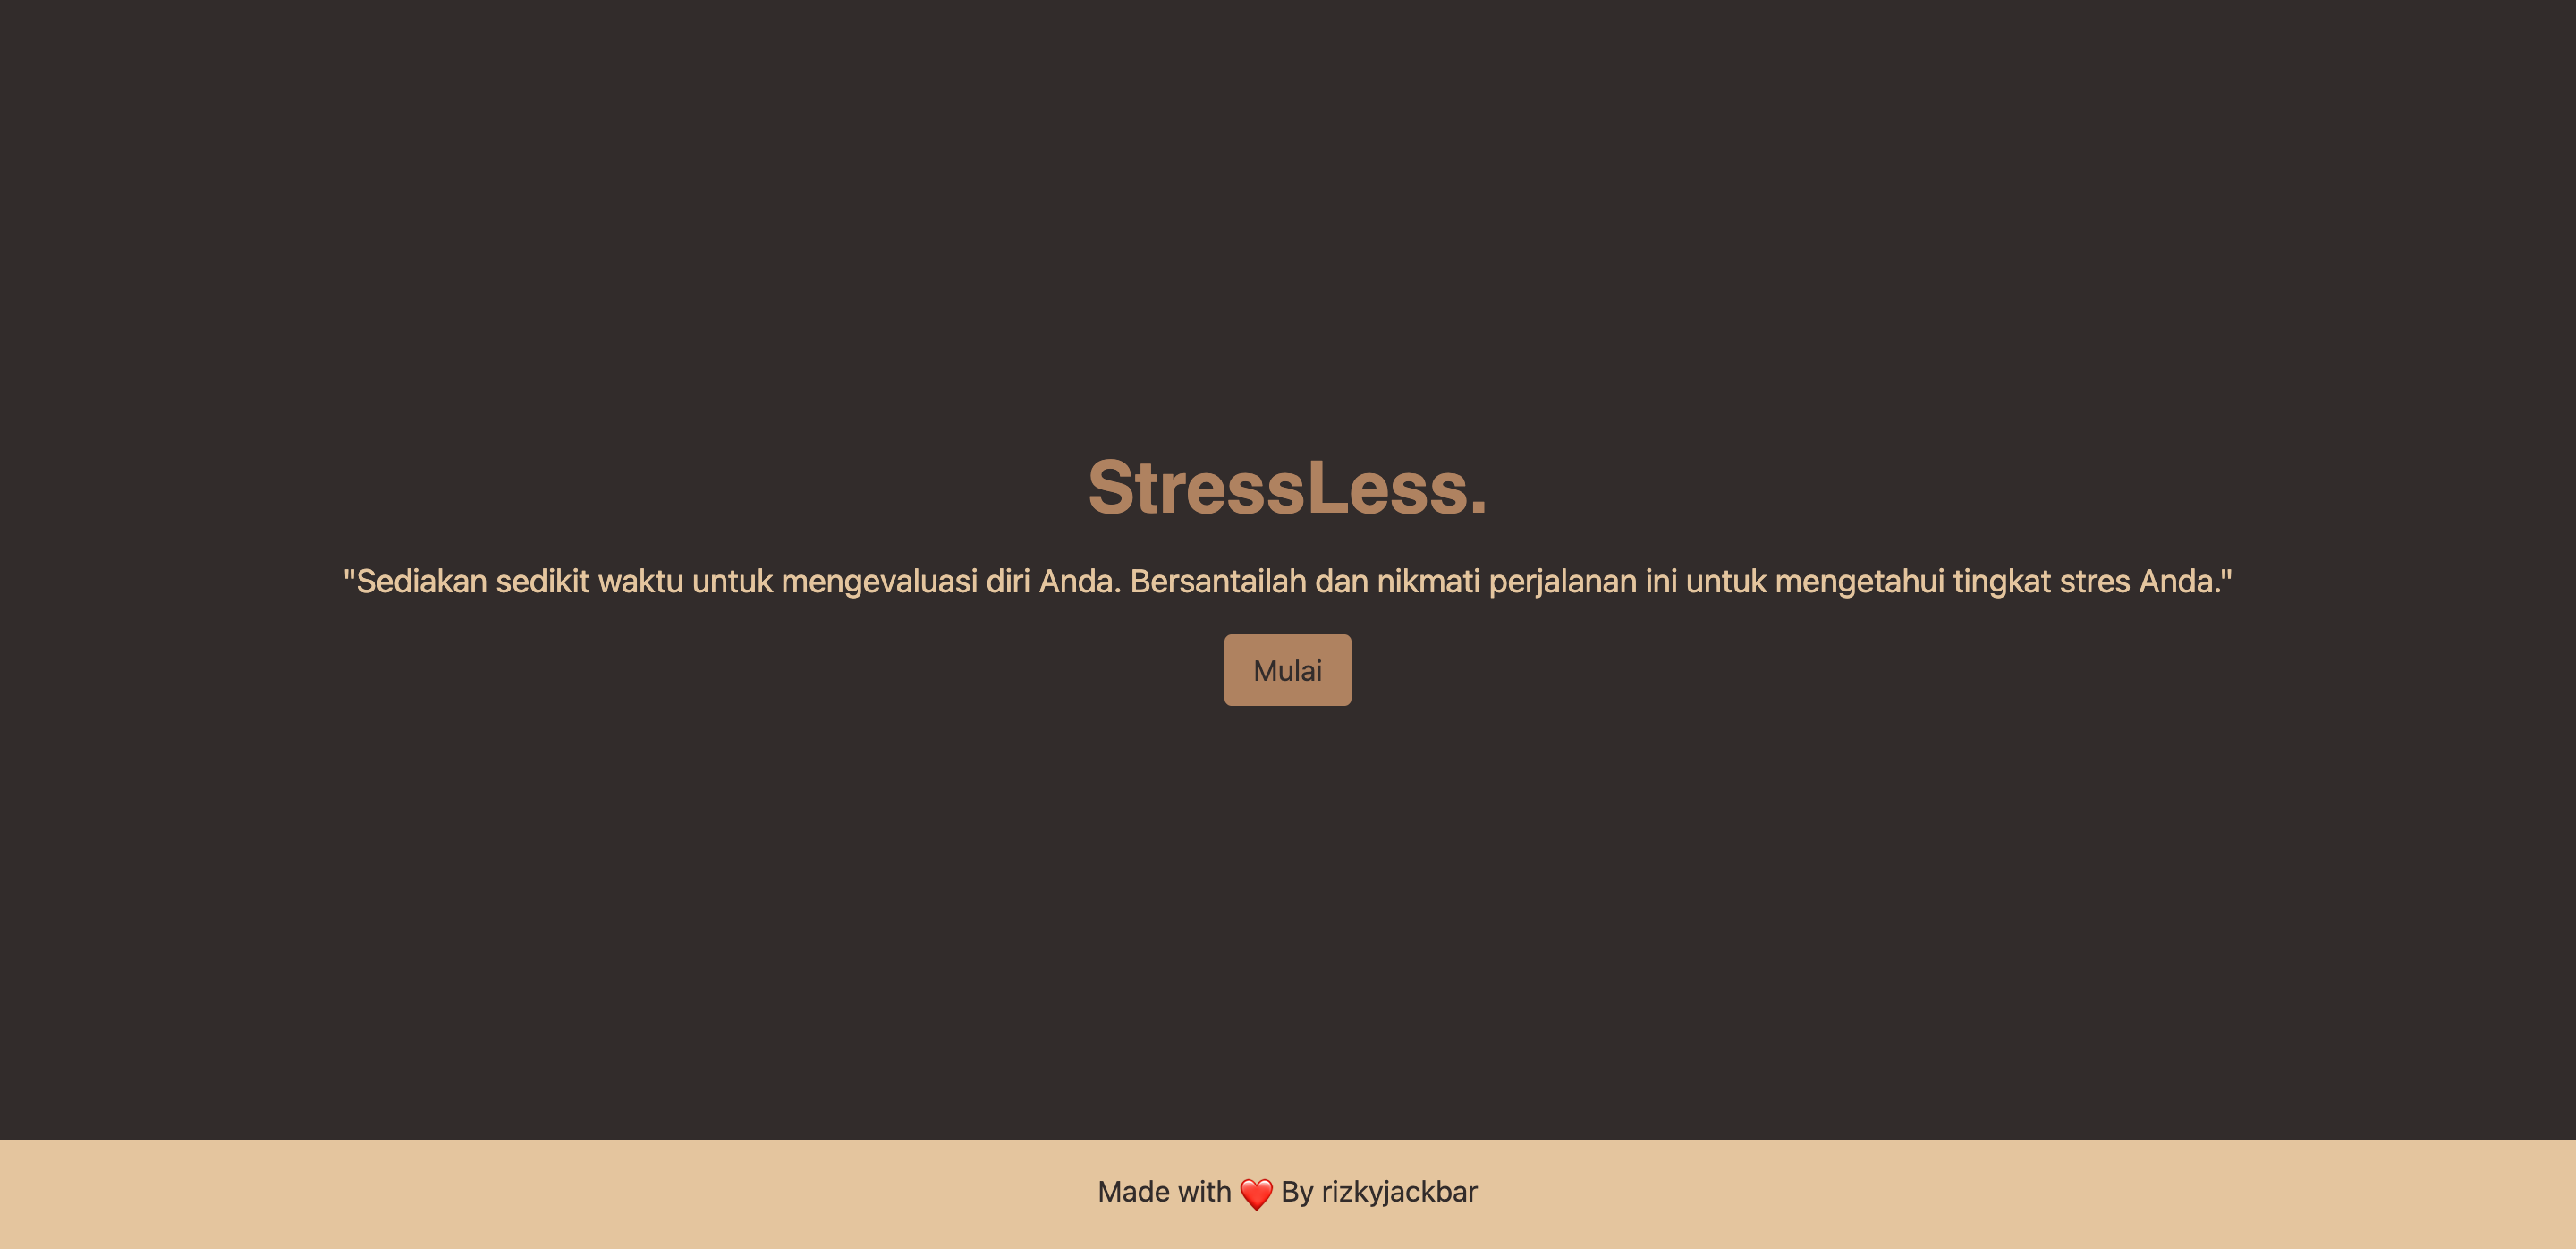 StressLess.
"Sediakan sedikit waktu untuk mengevaluasi diri Anda. Bersantailah dan nikmati perjalanan ini untuk mengetahui tingkat stres Anda."
Mulai
Made with ❤️ By rizkyjackbar